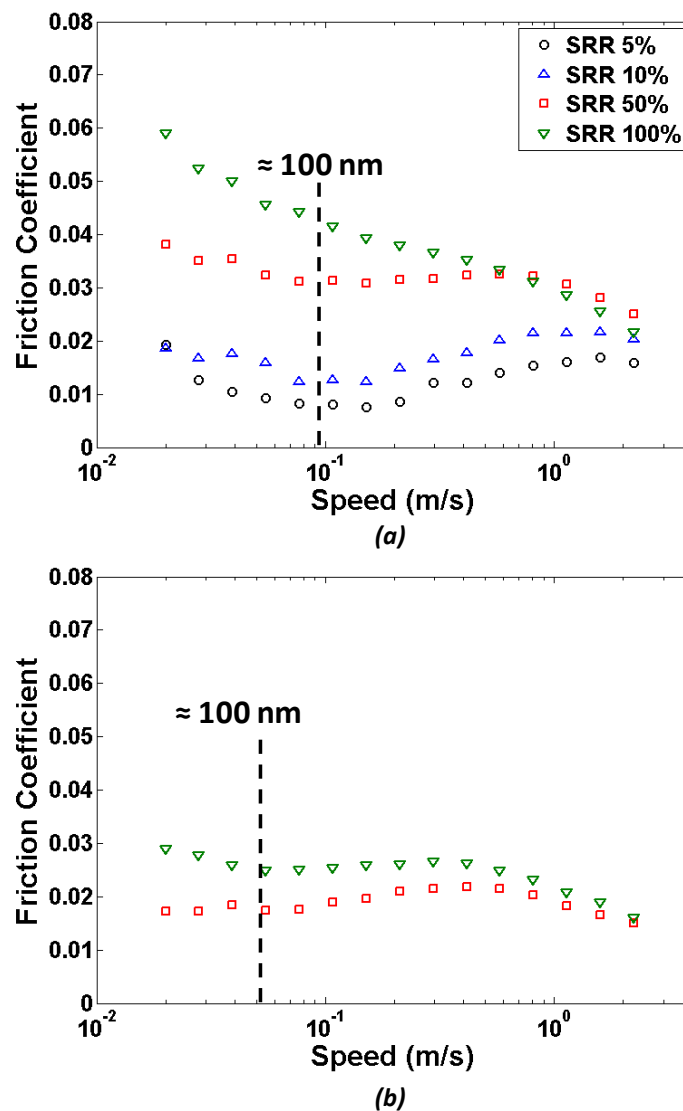 0.08
0.07
0.06
0.05
0.04
0.03
0.02
0.01
0
Friction Coefficient
SRR 5%
SRR 10%
SRR 50%
SRR 100%
≈ 100 nm
10⁻²
10⁻¹
10⁰
Speed (m/s)
(a)
0.08
0.07
0.06
0.05
0.04
0.03
0.02
0.01
0
Friction Coefficient
≈ 100 nm
10⁻²
10⁻¹
10⁰
Speed (m/s)
(b)